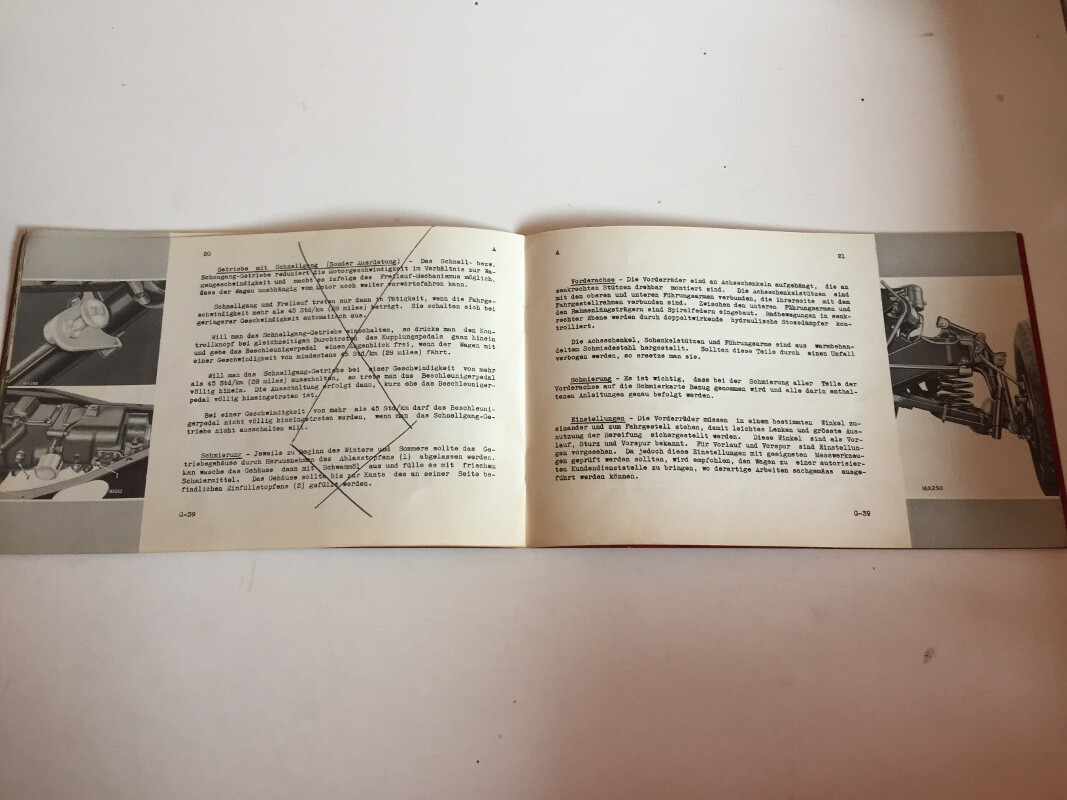 20
A
Getriebe mit Schnellgang (Sonder Ausrüstung) - Das Schnell- bezw.
Schongang-Getriebe reduziert die Motorgeschwindigkeit im Verhältnis zur Wa-
gengeschwindigkeit und macht es infolge des Freilauf-Mechanismus möglich,
dass der Wagen unabhängig vom Motor noch weiter vorwärtsfahren kann.
Schnellgang und Freilauf treten nur dann in Tätigkeit, wenn die Fahrge-
schwindigkeit mehr als 45 Std/km (28 miles) beträgt. Sie schalten sich bei
geringerer Geschwindigkeit automatisch aus.
Will man das Schnellgang-Getriebe einschalten, so drücke man den Kon-
trollknopf bei gleichzeitigem Durchtreten des Kupplungspedals ganz hinein
und gebe das Beschleunigerpedal einen Augenblick frei, wenn der Wagen mit
einer Geschwindigkeit von mindestens 45 Std/km (28 miles) fährt.
Will man das Schnellgang-Getriebe bei einer Geschwindigkeit von mehr
als 45 Std/km (28 miles) ausschalten, so trete man das Beschleunigerpedal
völlig hinein. Die Ausschaltung erfolgt dann, kurz ehe das Beschleuniger-
pedal völlig hineingetreten ist.
Bei einer Geschwindigkeit von mehr als 45 Std/km darf das Beschleuni-
gerpedal nicht völlig hineingetreten werden, wenn man das Schnellgang-Ge-
triebe nicht ausschalten will.
Schmierung - Jeweils zu Beginn des Winters und Sommers sollte das Ge-
triebegehäuse durch Herausnehmen des Ablasstopfens (1) abgelassen werden.
Man wasche das Gehäuse dann mit Schwemmöl aus und fülle es mit frischem
Schmiermittel. Das Gehäuse sollte bis zur Kante des an seiner Seite be-
findlichen Einfüllstopfens (2) gefüllt werden.
G-39
A
21
Vorderachse - Die Vorderräder sind an Achsschenkeln aufgehängt, die an
senkrechten Stützen drehbar montiert sind. Die Achsschenkelstützen sind
mit den oberen und unteren Führungsarmen verbunden, die ihrerseits mit dem
Fahrgestellrahmen verbunden sind. Zwischen den unteren Führungsarmen und
den Rahmenlängsträgern sind Spiralfedern eingebaut. Radbewegungen in senk-
rechter Ebene werden durch doppeltwirkende hydraulische Stossdämpfer kon-
trolliert.
Die Achsschenkel, Schenkelstützen und Führungsarme sind aus warmbehan-
deltem Schmiedestahl hergestellt. Sollten diese Teile durch einen Unfall
verbogen werden, so ersetze man sie.
Schmierung - Es ist wichtig, dass bei der Schmierung aller Teile der
Vorderachse auf die Schmierkarte Bezug genommen wird und alle darin enthal-
tenen Anleitungen genau befolgt werden.
Einstellungen - Die Vorderräder müssen in einem bestimmten Winkel zu-
einander und zum Fahrgestell stehen, damit leichtes Lenken und grösste Aus-
nutzung der Bereifung sichergestellt werden. Diese Winkel sind als Vor-
lauf, Sturz und Vorspur bekannt. Für Vorlauf und Vorspur sind Einstellun-
gen vorgesehen. Da jedoch diese Einstellungen mit geeigneten Messwerkzeu-
gen geprüft werden sollten, wird empfohlen, den Wagen zu einer autorisier-
ten Kundendienststelle zu bringen, wo derartige Arbeiten sachgemäss ausge-
führt werden können.
G-39
16X250